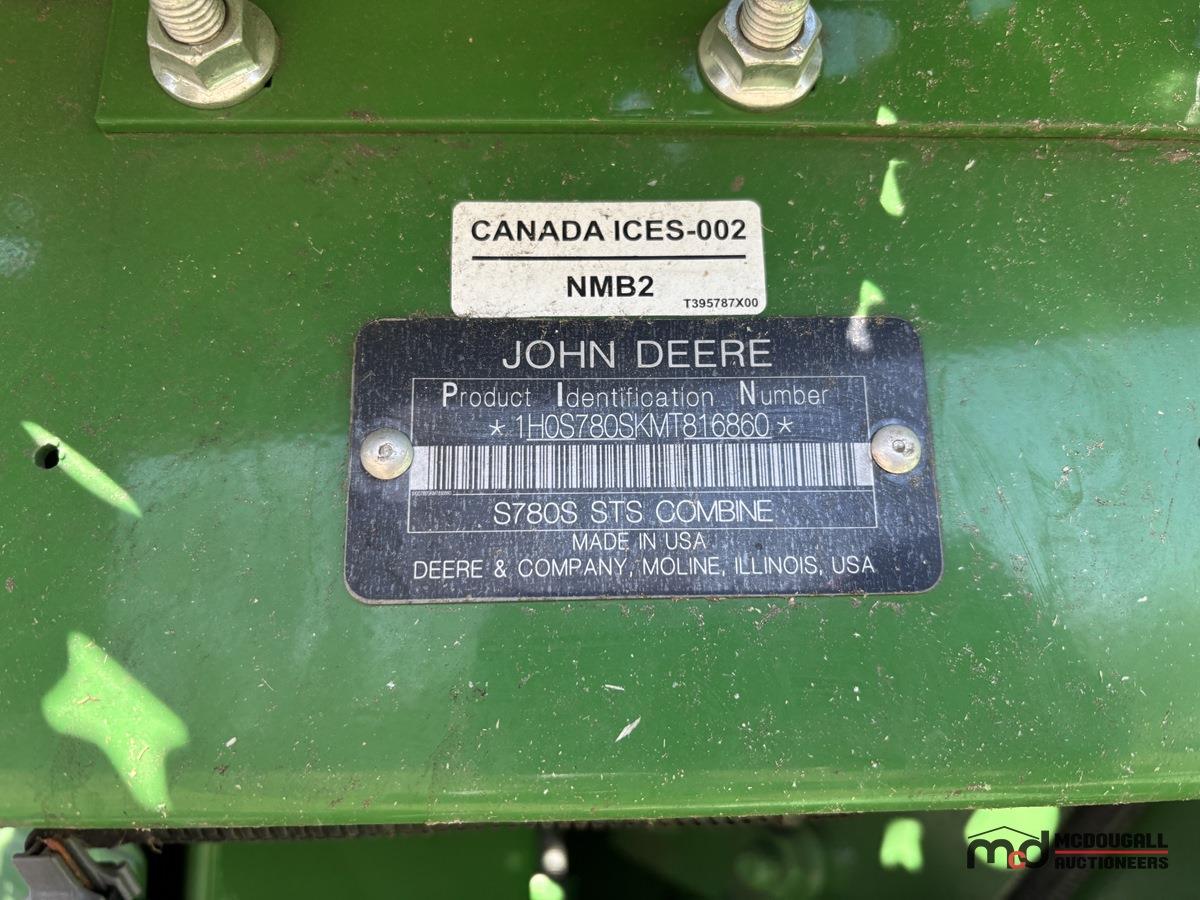 CANADA ICES-002
NMB2
T395787X00
JOHN DEERE
Product Identification Number
*1H0S780SKMT816860*
S780S STS COMBINE
MADE IN USA
DEERE & COMPANY, MOLINE, ILLINOIS, USA
mcd MCDOUGALL
AUCTIONEERS